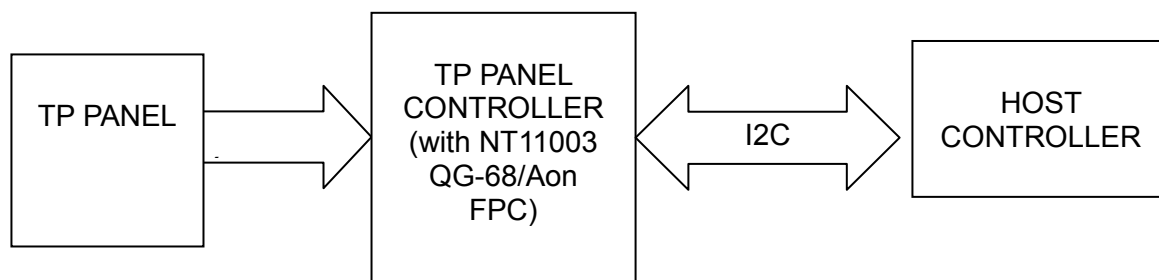 TP PANEL
TP PANEL
CONTROLLER
(with NT11003
QG-68/Aon
FPC)
I2C
HOST
CONTROLLER